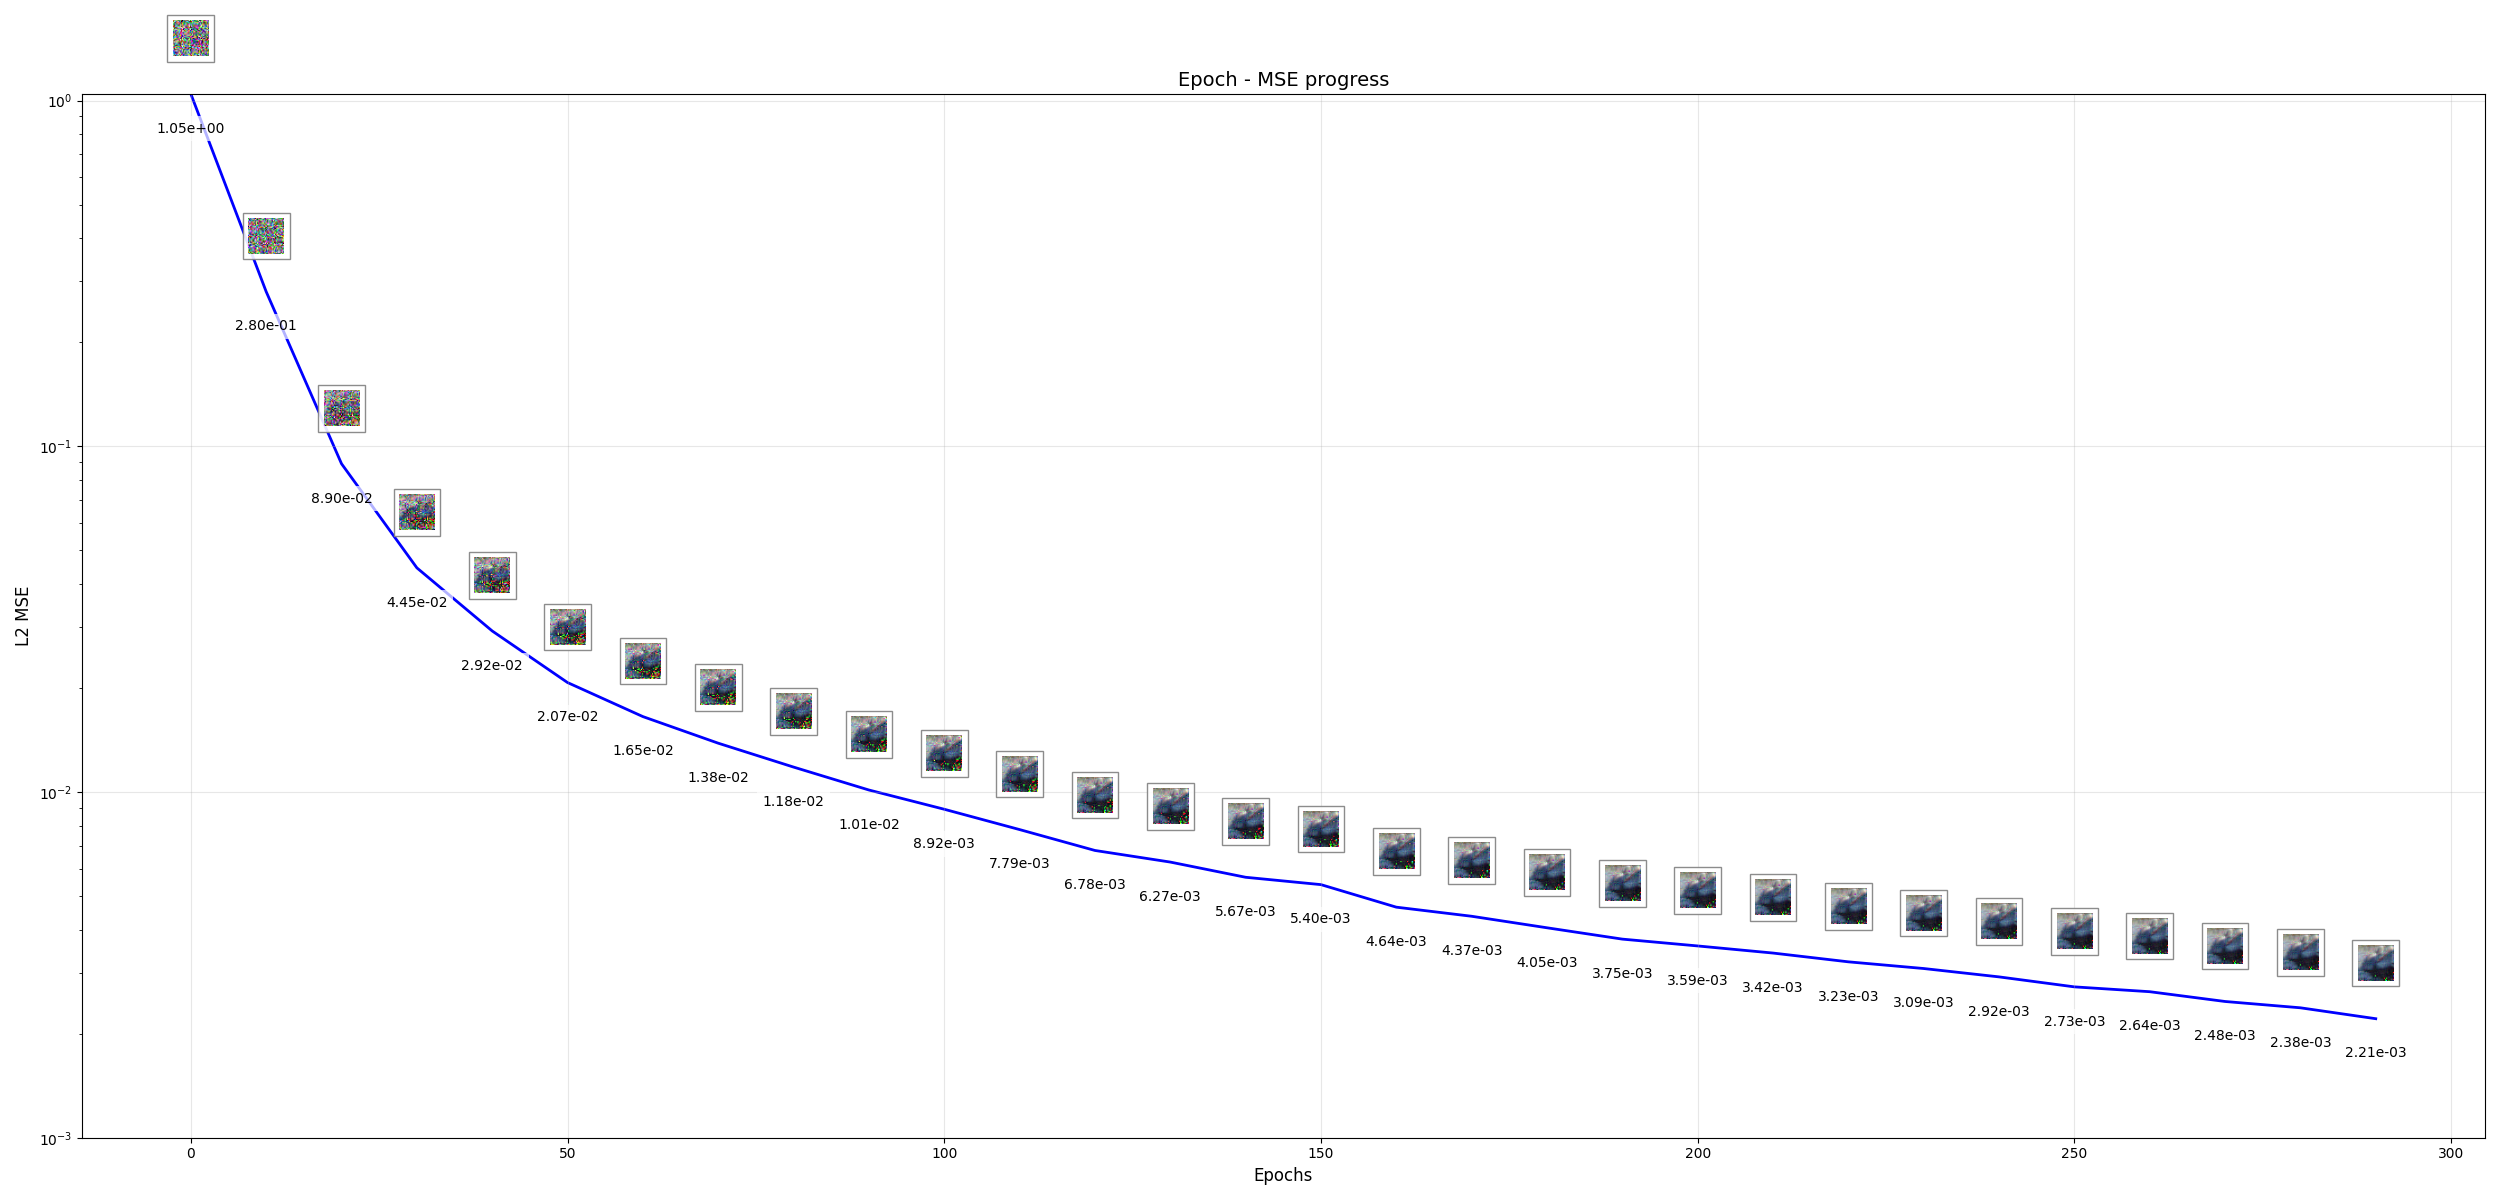 Epoch - MSE progress
10^0
10^-1
10^-2
10^-3
L2 MSE
1.05e+00
2.80e-01
8.90e-02
4.45e-02
2.92e-02
2.07e-02
1.65e-02
1.38e-02
1.18e-02
1.01e-02
8.92e-03
7.79e-03
6.78e-03
6.27e-03
5.67e-03
5.40e-03
4.64e-03
4.37e-03
4.05e-03
3.75e-03
3.59e-03
3.42e-03
3.23e-03
3.09e-03
2.92e-03
2.73e-03
2.64e-03
2.48e-03
2.38e-03
2.21e-03
0 50 100 150 200 250 300
Epochs